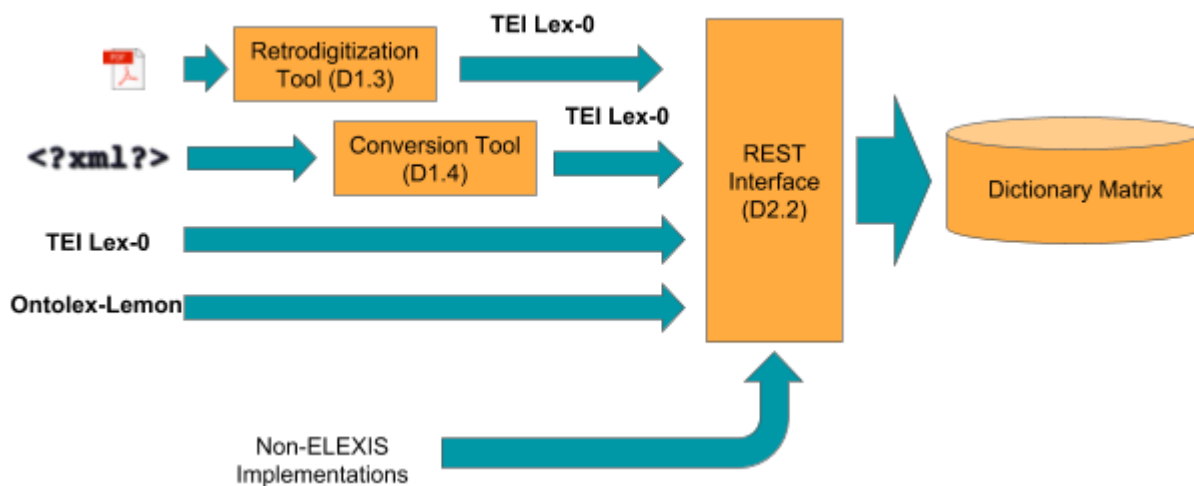 TEI Lex-0
PDF
Retrodigitization
Tool (D1.3)
TEI Lex-0
<?xml?>
Conversion Tool
(D1.4)
REST
Interface
(D2.2)
Dictionary Matrix
TEI Lex-0
Ontolex-Lemon
Non-ELEXIS
Implementations